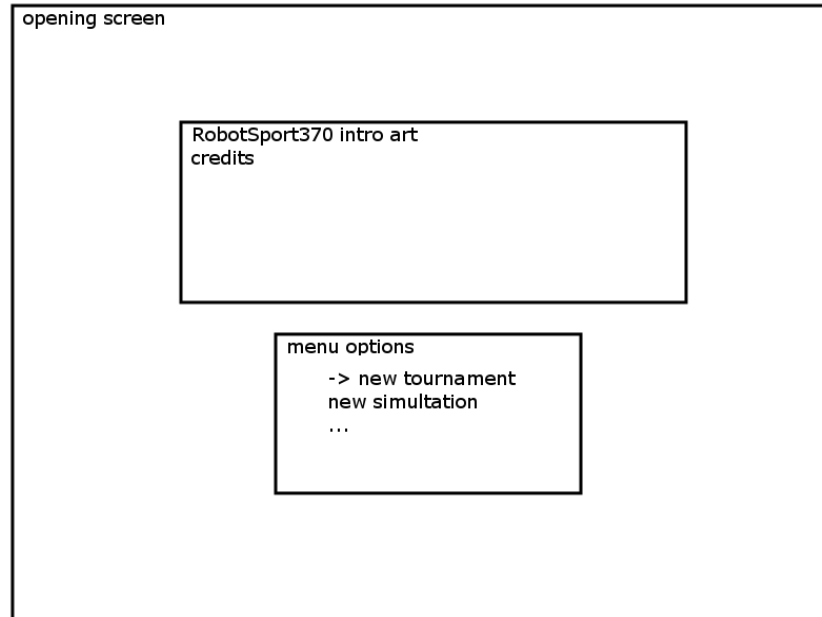 opening screen
RobotSport370 intro art
credits
menu options
-> new tournament
new simultation
...